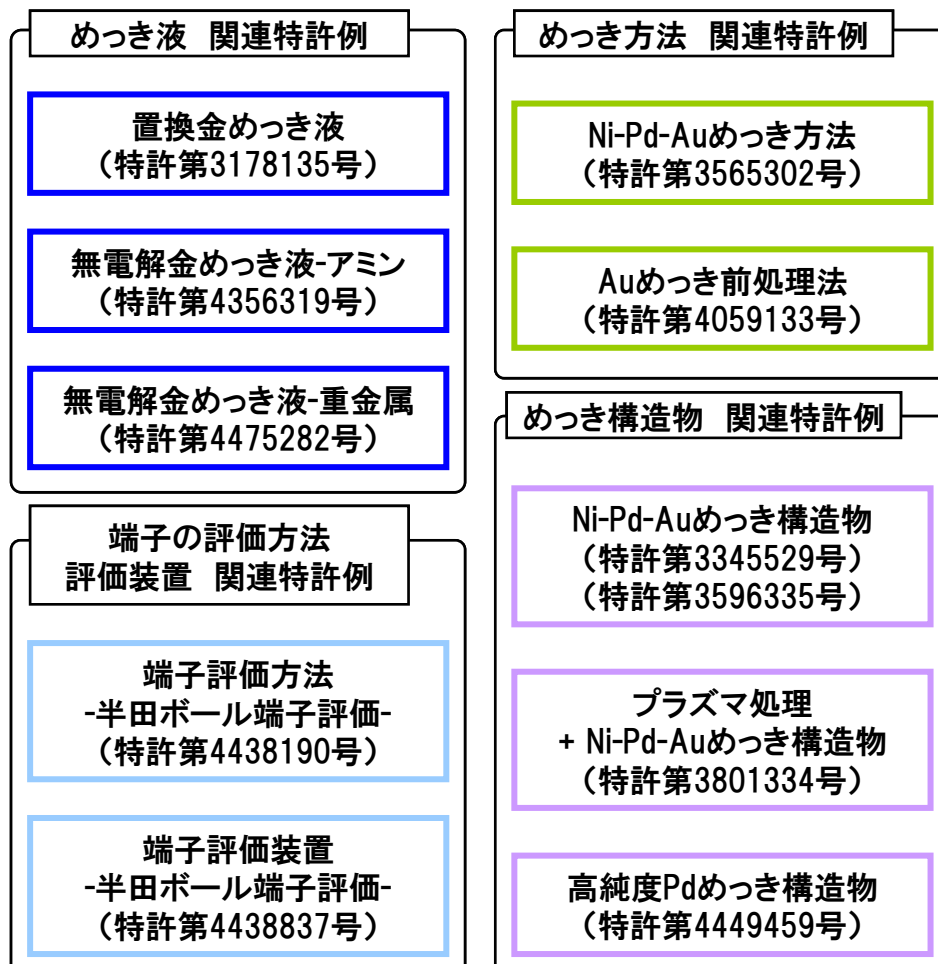 めっき液 関連特許例
置換金めっき液
（特許第3178135号）
無電解金めっき液-アミン
（特許第4356319号）
無電解金めっき液-重金属
（特許第4475282号）
端子の評価方法
評価装置 関連特許例
端子評価方法
-半田ボール端子評価-
（特許第4438190号）
端子評価装置
-半田ボール端子評価-
（特許第4438837号）
めっき方法 関連特許例
Ni-Pd-Auめっき方法
（特許第3565302号）
Auめっき前処理法
（特許第4059133号）
めっき構造物 関連特許例
Ni-Pd-Auめっき構造物
（特許第3345529号）
（特許第3596335号）
プラズマ処理
+ Ni-Pd-Auめっき構造物
（特許第3801334号）
高純度Pdめっき構造物
（特許第4449459号）